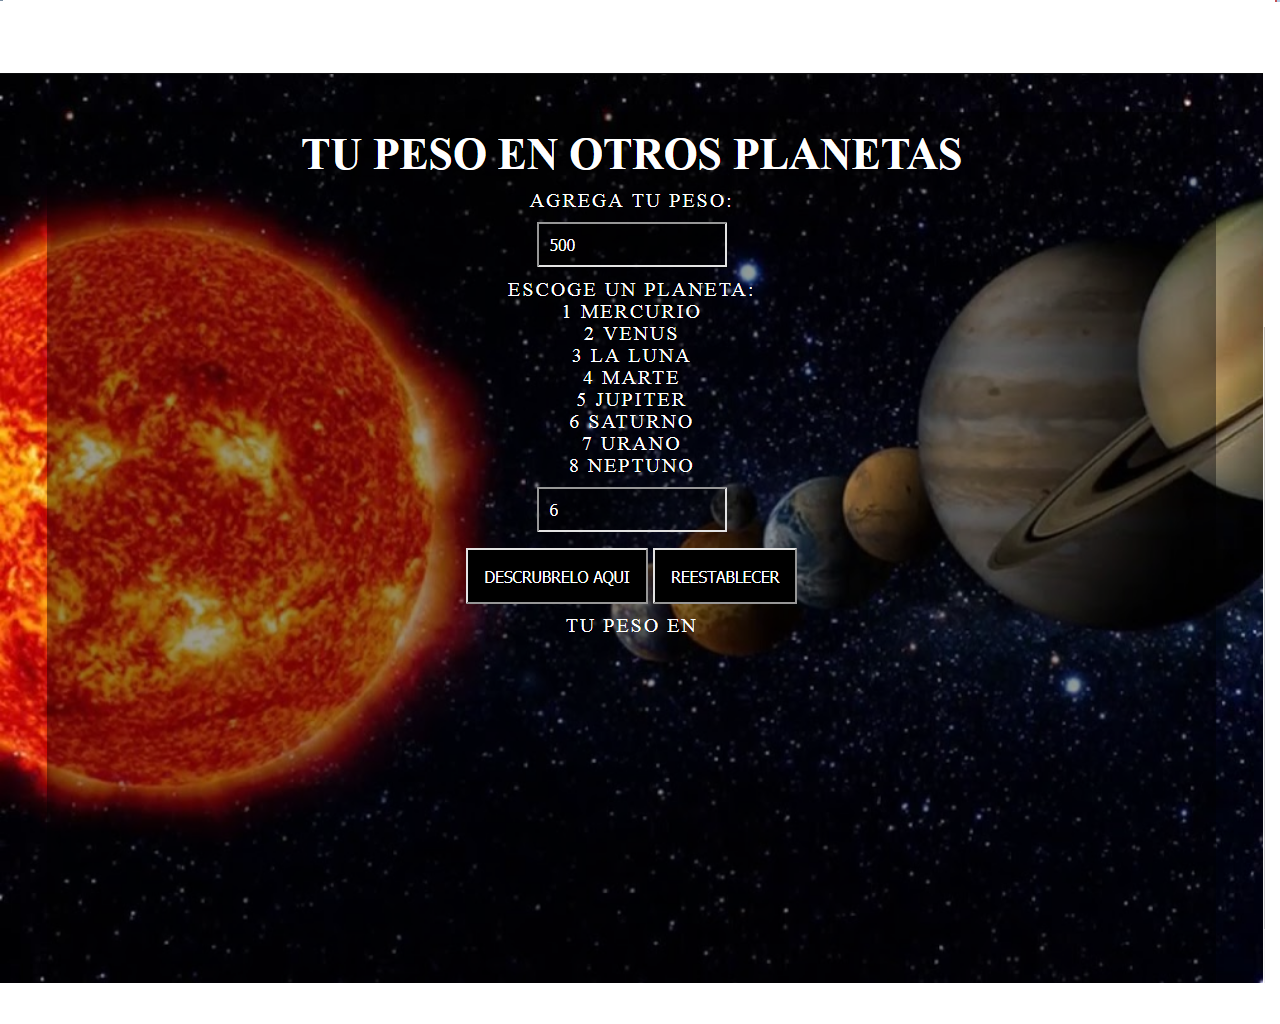 TU PESO EN OTROS PLANETAS
AGREGA TU PESO:
500
ESCOGE UN PLANETA:
1 MERCURIO
2 VENUS
3 LA LUNA
4 MARTE
5 JUPITER
6 SATURNO
7 URANO
8 NEPTUNO
6
DESCRUBRELO AQUI REESTABLECER
TU PESO EN